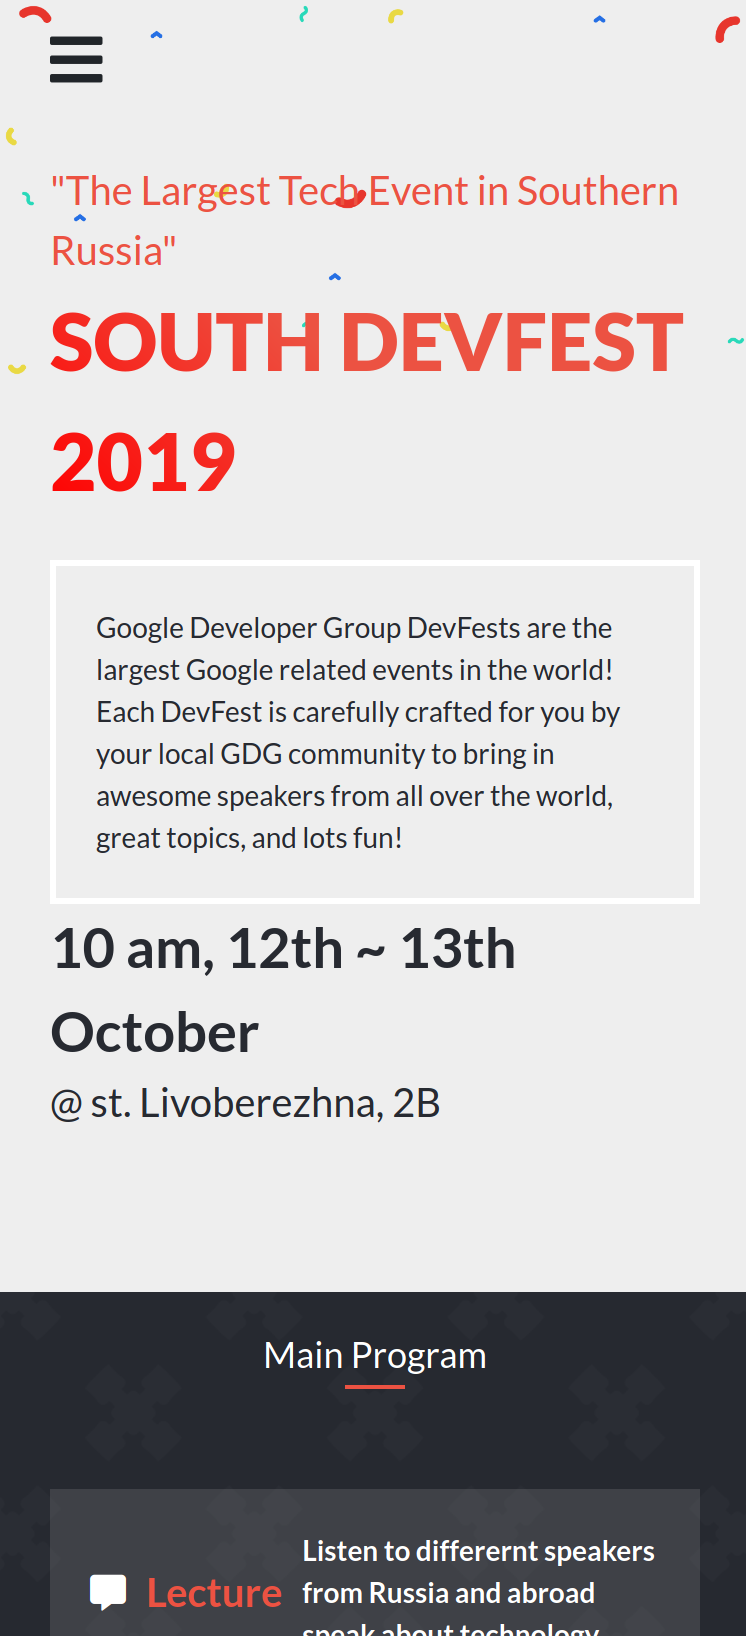 "The Largest Tech Event in Southern
Russia"
SOUTH DEVFEST
2019
Google Developer Group DevFests are the
largest Google related events in the world!
Each DevFest is carefully crafted for you by
your local GDG community to bring in
awesome speakers from all over the world,
great topics, and lots fun!
10 am, 12th ~ 13th
October
@ st. Livoberezhna, 2B
Main Program
Lecture
Listen to differernt speakers
from Russia and abroad
speak about technology